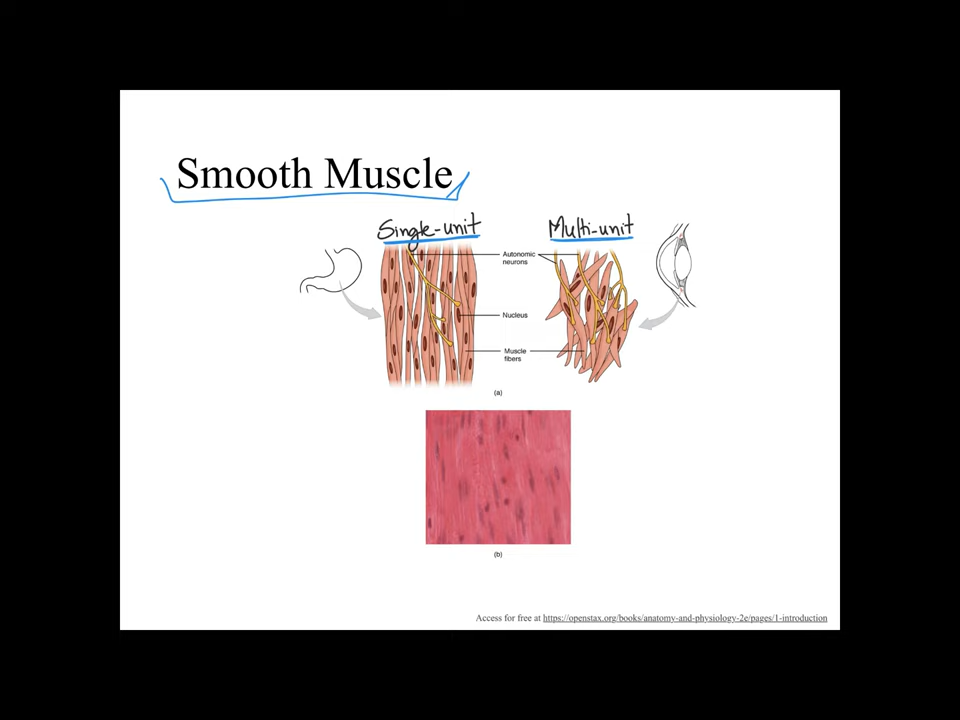 Smooth Muscle
Single-unit
Multi-unit
Autonomic
neurons
Nucleus
Muscle
fibers
(a)
(b)
Access for free at https://openstax.org/books/anatomy-and-physiology-2e/pages/1-introduction